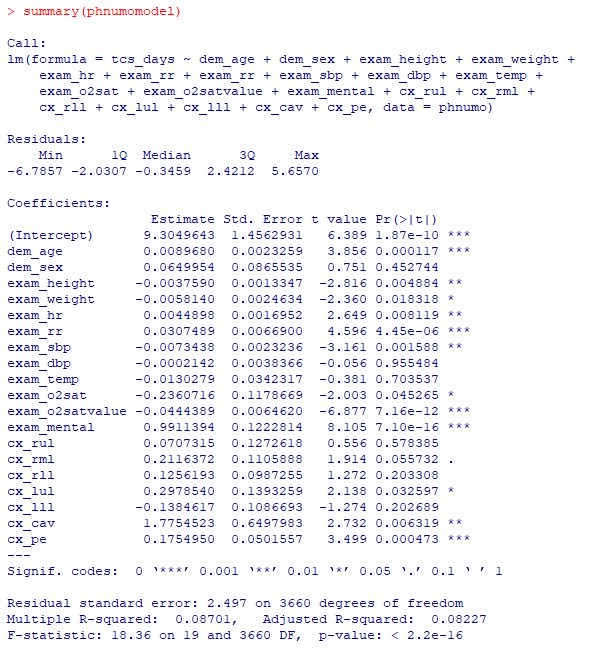 > summary(phnumomodel)
Call:
lm(formula = tcs_days ~ dem_age + dem_sex + exam_height + exam_weight +
    exam_hr + exam_rr + exam_rr + exam_sbp + exam_dbp + exam_temp +
    exam_o2sat + exam_o2satvalue + exam_mental + cx_rul + cx_rml +
    cx_rll + cx_lul + cx_lll + cx_cav + cx_pe, data = phnumo)
Residuals:
    Min      1Q  Median      3Q     Max
-6.7857 -2.0307 -0.3459  2.4212  5.6570
Coefficients:
                  Estimate Std. Error t value Pr(>|t|)
(Intercept)      9.3049643  1.4562931   6.389 1.87e-10 ***
dem_age          0.0089680  0.0023259   3.856 0.000117 ***
dem_sex          0.0649954  0.0865535   0.751 0.452744
exam_height     -0.0037590  0.0013347  -2.816 0.004884 **
exam_weight     -0.0058140  0.0024634  -2.360 0.018318 *
exam_hr          0.0044898  0.0016952   2.649 0.008119 **
exam_rr          0.0307489  0.0066900   4.596 4.45e-06 ***
exam_sbp        -0.0073438  0.0023236  -3.161 0.001588 **
exam_dbp        -0.0002142  0.0038366  -0.056 0.955484
exam_temp       -0.0130279  0.0342317  -0.381 0.703537
exam_o2sat      -0.2360716  0.1178669  -2.003 0.045265 *
exam_o2satvalue -0.0444389  0.0064620  -6.877 7.16e-12 ***
exam_mental      0.9911394  0.1222814   8.105 7.10e-16 ***
cx_rul           0.0707315  0.1272618   0.556 0.578385
cx_rml           0.2116372  0.1105888   1.914 0.055732 .
cx_rll           0.1256193  0.0987255   1.272 0.203308
cx_lul           0.2978540  0.1393259   2.138 0.032597 *
cx_lll          -0.1384617  0.1086693  -1.274 0.202689
cx_cav           1.7754523  0.6497983   2.732 0.006319 **
cx_pe            0.1754950  0.0501557   3.499 0.000473 ***
---
Signif. codes:  0 ‘***’ 0.001 ‘**’ 0.01 ‘*’ 0.05 ‘.’ 0.1 ‘ ’ 1
Residual standard error: 2.497 on 3660 degrees of freedom
Multiple R-squared:  0.08701,   Adjusted R-squared:  0.08227
F-statistic: 18.36 on 19 and 3660 DF,  p-value: < 2.2e-16